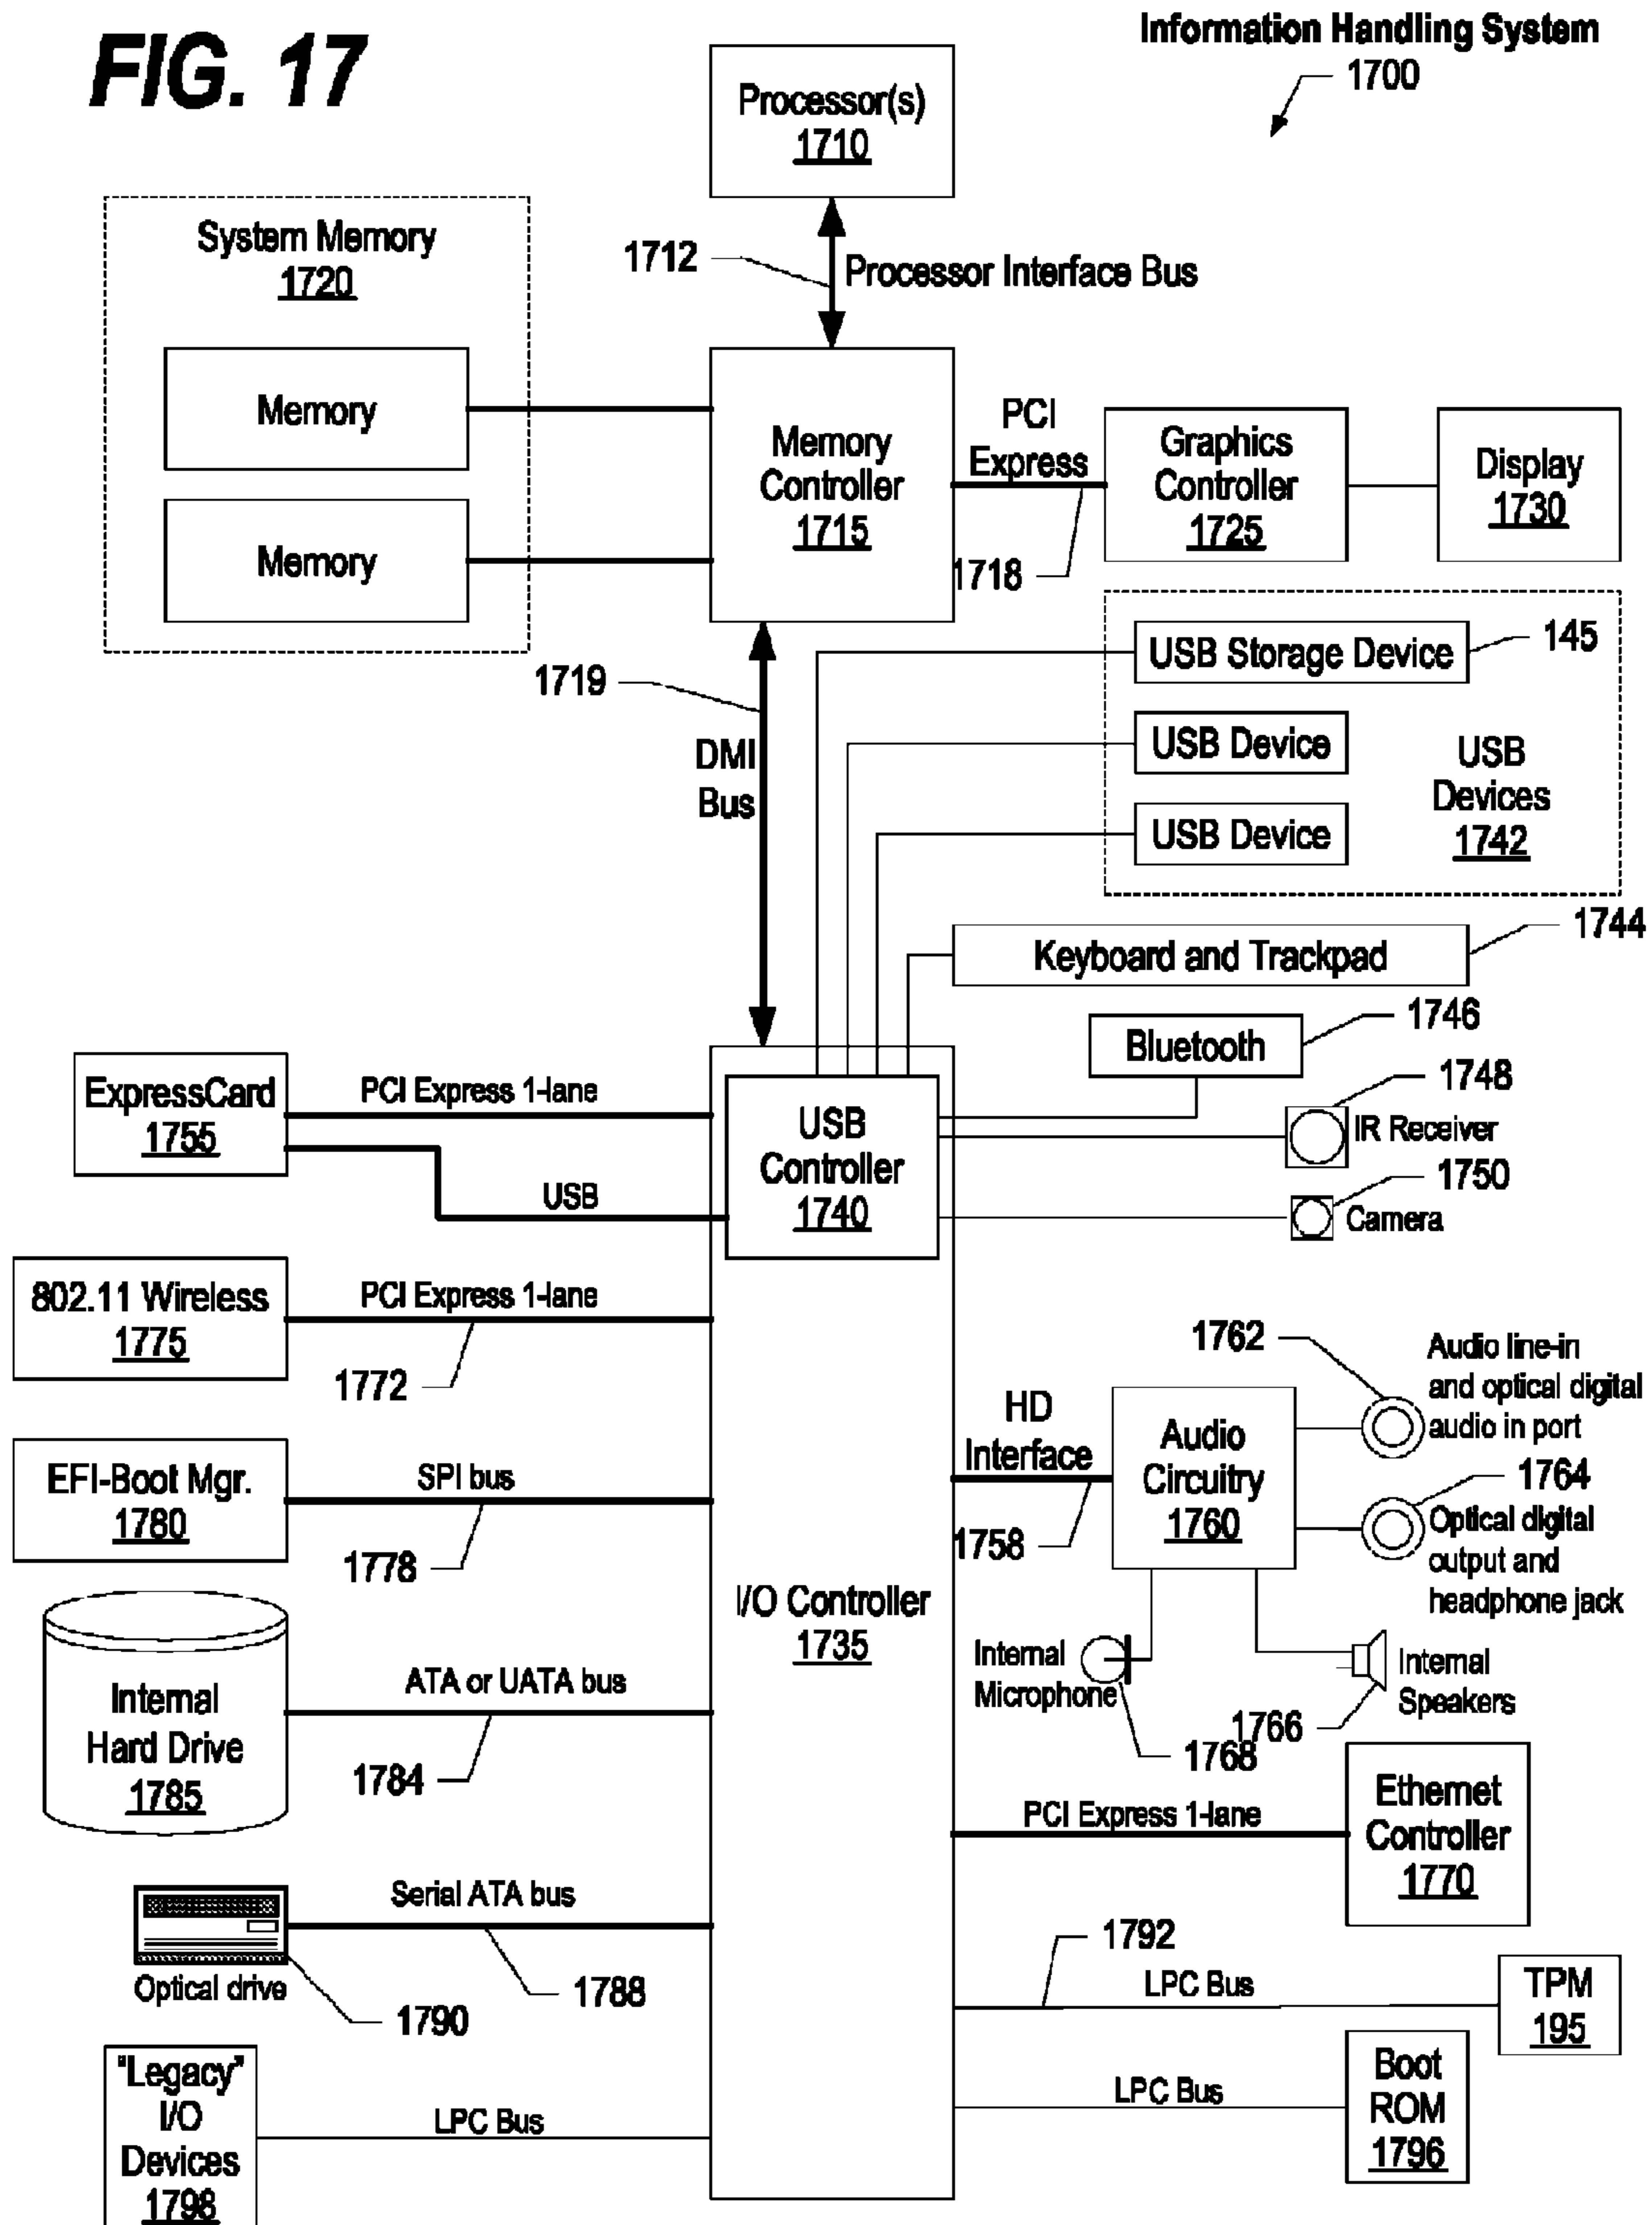 FIG. 17
Information Handling System
1700
Processor(s)
1710
System Memory
1720
1712
Processor Interface Bus
Memory
Memory
Memory
Controller
1715
PCI
Express
1718
Graphics
Controller
1725
Display
1730
1719
DMI
Bus
USB Storage Device
145
USB Device
USB Device
USB
Devices
1742
1744
Keyboard and Trackpad
1746
Bluetooth
1748
IR Receiver
1750
Camera
ExpressCard
1755
PCI Express 1-lane
USB
USB
Controller
1740
802.11 Wireless
1775
PCI Express 1-lane
1772
EFI-Boot Mgr.
1780
SPI bus
1778
HD
Interface
1758
Audio
Circuitry
1760
1762
Audio line-in
and optical digital
audio in port
1764
Optical digital
output and
headphone jack
I/O Controller
1735
Internal
Microphone
1768
Internal
Speakers
1766
Internal
Hard Drive
1785
ATA or UATA bus
1784
PCI Express 1-lane
Ethernet
Controller
1770
Serial ATA bus
1788
Optical drive
1790
1792
LPC Bus
TPM
195
"Legacy"
I/O
Devices
1798
LPC Bus
LPC Bus
Boot
ROM
1796